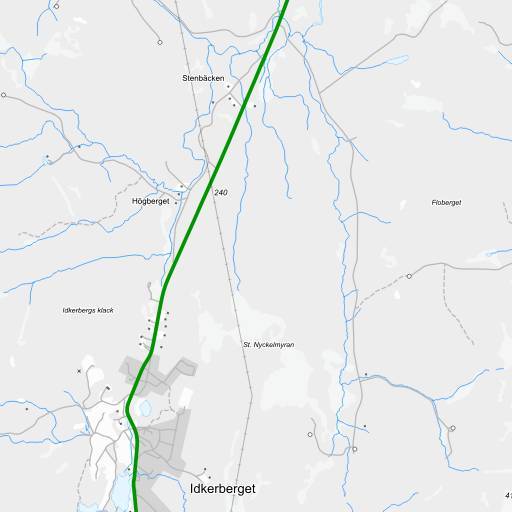 Stenbäcken
240
Högberget
Floberget
Idkerbergs klack
St. Nyckelmyran
Idkerberget